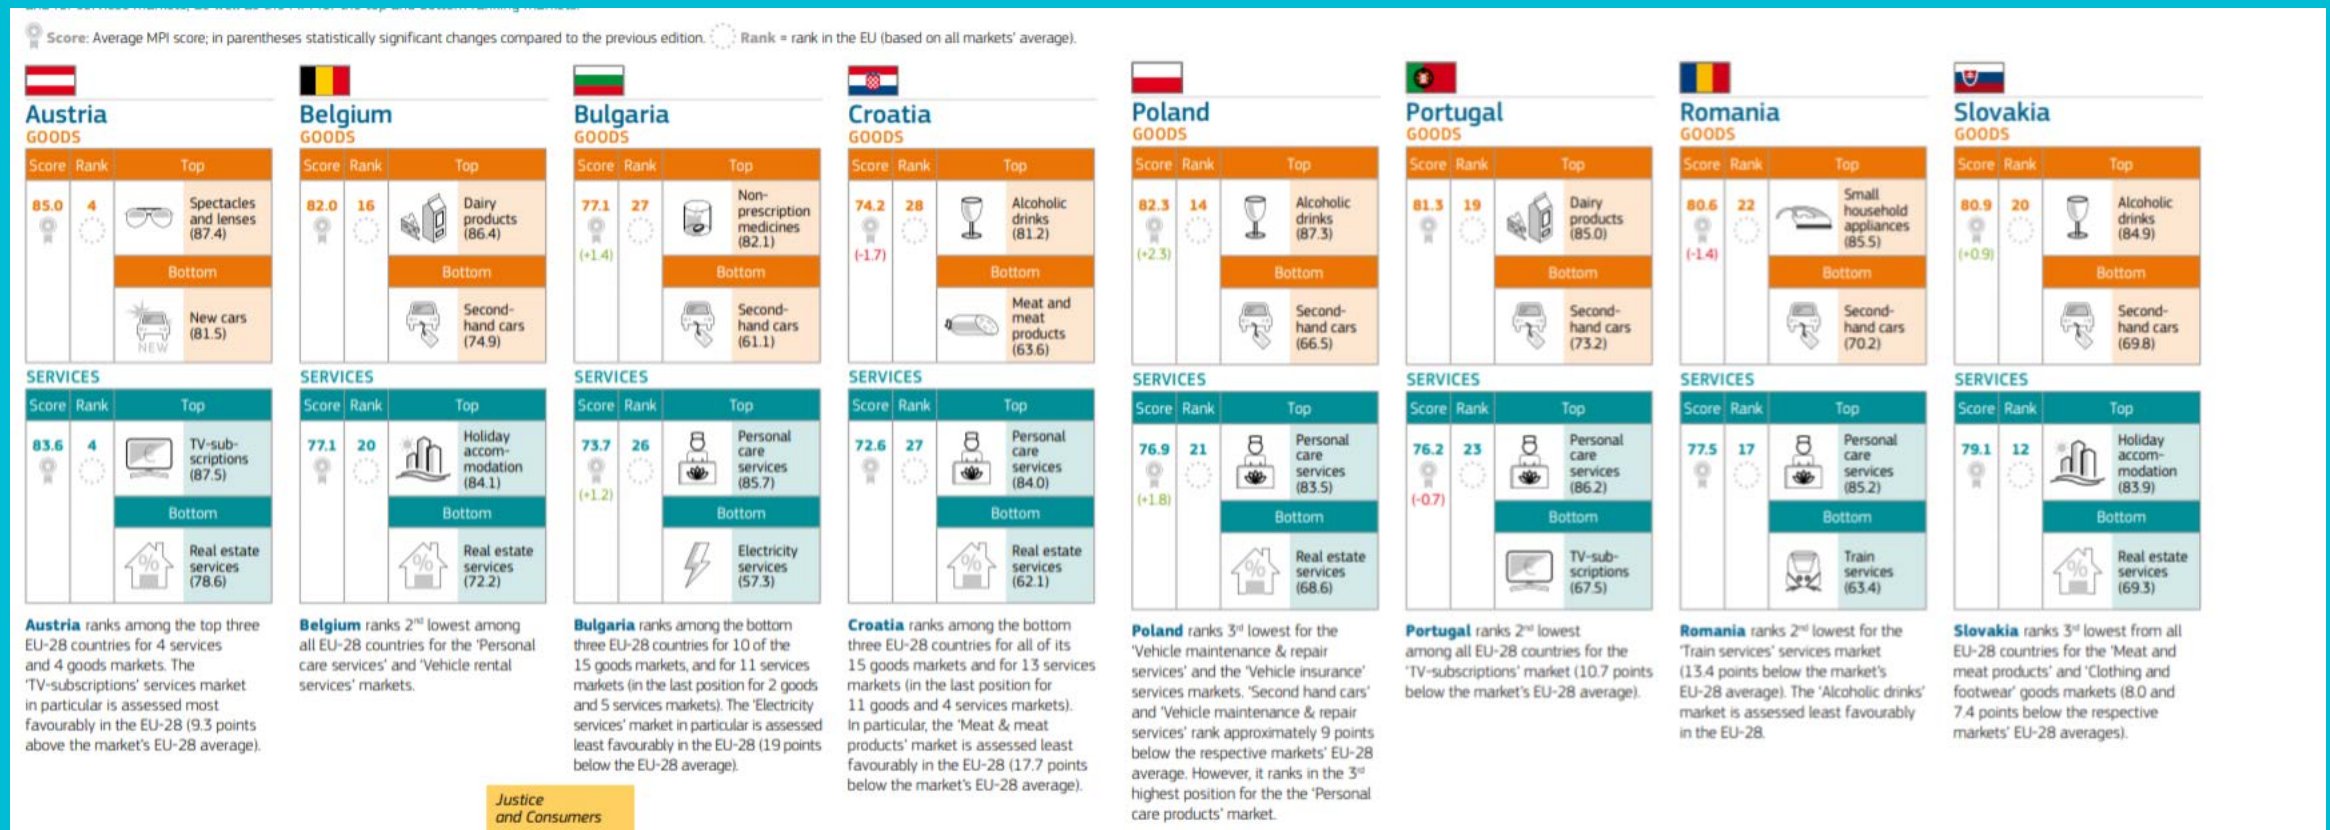 Score: Average MPI score; in parentheses statistically significant changes compared to the previous edition. Rank = rank in the EU (based on all markets' average).
Austria
GOODS
Score Rank Top
85.0 4
Spectacles
and lenses
(87.4)
Bottom
NEW
New cars
(81.5)
SERVICES
Score Rank Top
83.6 4
TV-sub-
scriptions
(87.5)
Bottom
%
Real estate
services
(78.6)
Austria ranks among the top three
EU-28 countries for 4 services
and 4 goods markets. The
'TV-subscriptions' services market
in particular is assessed most
favourably in the EU-28 (9.3 points
above the market's EU-28 average).
Belgium
GOODS
Score Rank Top
82.0 16
Dairy
products
(86.4)
Bottom
Second-
hand cars
(74.9)
SERVICES
Score Rank Top
77.1 20
Holiday
accom-
modation
(84.1)
Bottom
%
Real estate
services
(72.2)
Belgium ranks 2nd lowest among
all EU-28 countries for the 'Personal
care services' and 'Vehicle rental
services' markets.
Bulgaria
GOODS
Score Rank Top
77.1 27
(+1.4)
Non-
prescription
medicines
(82.1)
Bottom
Second-
hand cars
(61.1)
SERVICES
Score Rank Top
73.7 26
(+1.2)
Personal
care
services
(85.7)
Bottom
Electricity
services
(57.3)
Bulgaria ranks among the bottom
three EU-28 countries for 10 of the
15 goods markets, and for 11 services
markets (in the last position for 2 goods
and 5 services markets). The 'Electricity
services' market in particular is assessed
least favourably in the EU-28 (19 points
below the EU-28 average).
Croatia
GOODS
Score Rank Top
74.2 28
(-1.7)
Alcoholic
drinks
(81.2)
Bottom
Meat and
meat
products
(63.6)
SERVICES
Score Rank Top
72.6 27
Personal
care
services
(84.0)
Bottom
%
Real estate
services
(62.1)
Croatia ranks among the bottom
three EU-28 countries for all of its
15 goods markets and for 13 services
markets (in the last position for
11 goods and 4 services markets).
In particular, the 'Meat & meat
products' market is assessed least
favourably in the EU-28 (17.7 points
below the market's EU-28 average).
Poland
GOODS
Score Rank Top
82.3 14
(+2.3)
Alcoholic
drinks
(87.3)
Bottom
Second-
hand cars
(66.5)
SERVICES
Score Rank Top
76.9 21
(+1.8)
Personal
care
services
(83.5)
Bottom
%
Real estate
services
(68.6)
Poland ranks 3rd lowest for the
'Vehicle maintenance & repair
services' and the 'Vehicle insurance'
services markets. 'Second hand cars'
and 'Vehicle maintenance & repair
services' rank approximately 9 points
below the respective markets' EU-28
average. However, it ranks in the 3rd
highest position for the the 'Personal
care products' market.
Portugal
GOODS
Score Rank Top
81.3 19
Dairy
products
(85.0)
Bottom
Second-
hand cars
(73.2)
SERVICES
Score Rank Top
76.2 23
(-0.7)
Personal
care
services
(86.2)
Bottom
€
TV-sub-
scriptions
(67.5)
Portugal ranks 2nd lowest
among all EU-28 countries for the
'TV-subscriptions' market (10.7 points
below the market's EU-28 average).
Romania
GOODS
Score Rank Top
80.6 22
(-1.4)
Small
household
appliances
(85.5)
Bottom
Second-
hand cars
(70.2)
SERVICES
Score Rank Top
77.5 17
Personal
care
services
(85.2)
Bottom
Train
services
(63.4)
Romania ranks 2nd lowest for the
'Train services' services market
(13.4 points below the market's
EU-28 average). The 'Alcoholic drinks'
market is assessed least favourably
in the EU-28.
Slovakia
GOODS
Score Rank Top
80.9 20
(+0.9)
Alcoholic
drinks
(84.9)
Bottom
Second-
hand cars
(69.8)
SERVICES
Score Rank Top
79.1 12
Holiday
accom-
modation
(83.9)
Bottom
%
Real estate
services
(69.3)
Slovakia ranks 3rd lowest from all
EU-28 countries for the 'Meat and
meat products' and 'Clothing and
footwear' goods markets (8.0 and
7.4 points below the respective
markets' EU-28 averages).
Justice
and Consumers